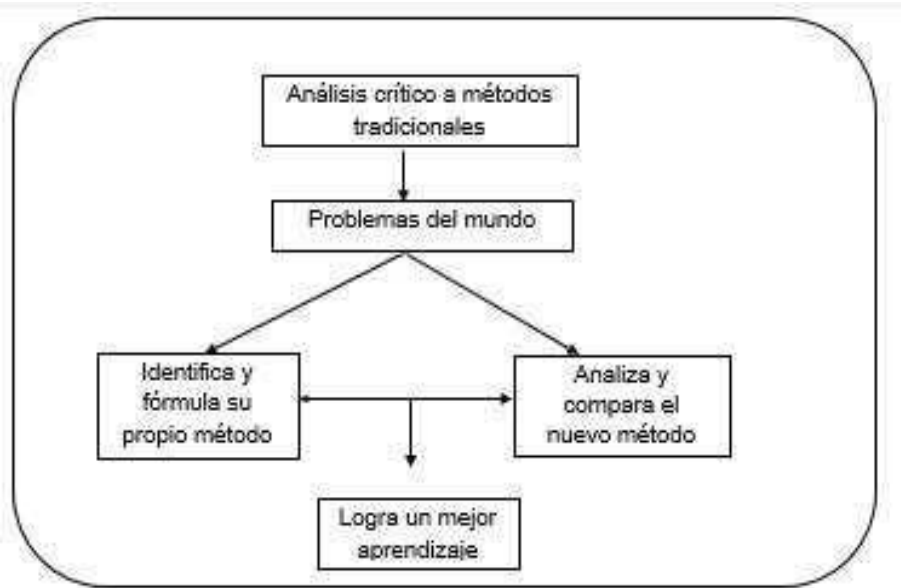 Análisis crítico a métodos
tradicionales
Problemas del mundo
Identifica y
fórmula su
propio método
Analiza y
compara el
nuevo método
Logra un mejor
aprendizaje